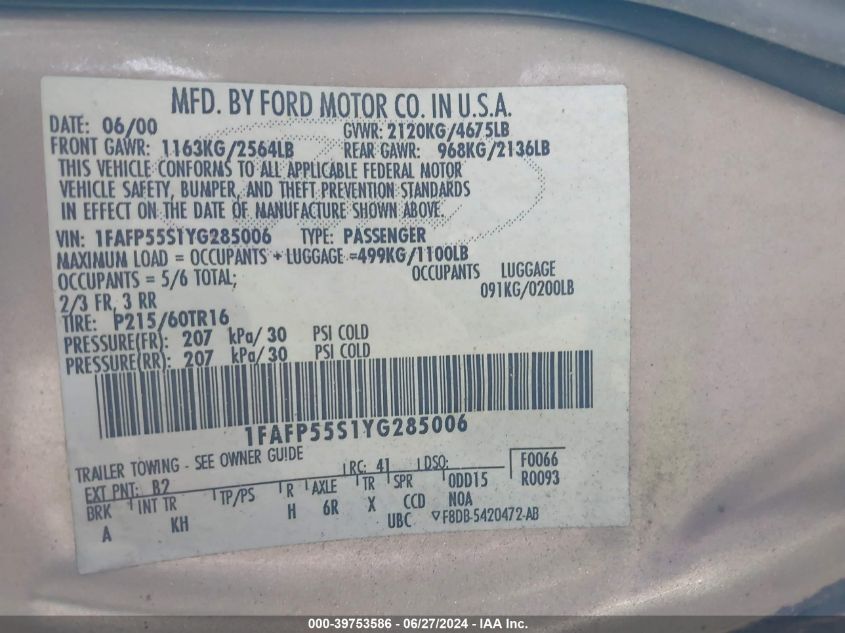 MFD. BY FORD MOTOR CO. IN U.S.A.
DATE: 06/00 GVWR: 2120KG/4675LB
FRONT GAWR: 1163KG/2564LB REAR GAWR: 968KG/2136LB
THIS VEHICLE CONFORMS TO ALL APPLICABLE FEDERAL MOTOR
VEHICLE SAFETY, BUMPER, AND THEFT PREVENTION STANDARDS
IN EFFECT ON THE DATE OF MANUFACTURE SHOWN ABOVE.
VIN: 1FAFP55S1YG285006 TYPE: PASSENGER
MAXIMUM LOAD = OCCUPANTS + LUGGAGE =499KG/1100LB
OCCUPANTS = 5/6 TOTAL; OCCUPANTS LUGGAGE
2/3 FR, 3 RR 091KG/0200LB
TIRE: P215/60TR16
PRESSURE(FR): 207 kPa/30 PSI COLD
PRESSURE(RR): 207 kPa/30 PSI COLD
1FAFP55S1YG285006
TRAILER TOWING - SEE OWNER GUIDE
EXT PNT: B2 RC: 41 DSO: F0066
BRK INT TR TP/PS R AXLE TR SPR ODD15 R0093
A KH H 6R X CCD NOA
UBC F8DB-5420472-AB
000-39753586 - 06/27/2024 - IAA Inc.